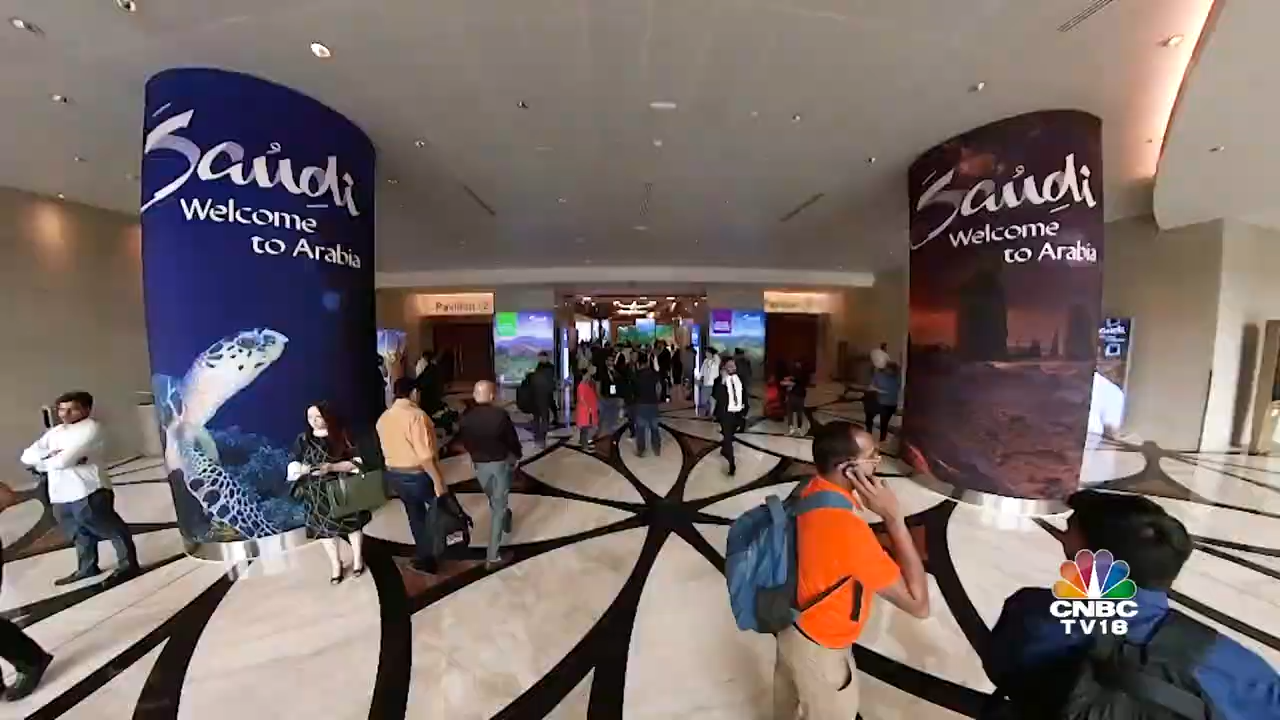 Saudi
Welcome
to Arabia
Saudi
Welcome
to Arabia
Pavilion
CNBC
TV18